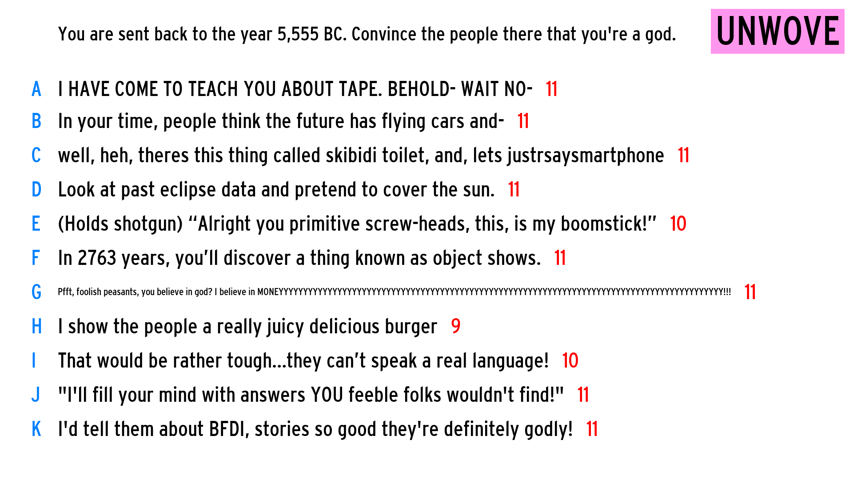 You are sent back to the year 5,555 BC. Convince the people there that you're a god.
UNWOVE
A I HAVE COME TO TEACH YOU ABOUT TAPE. BEHOLD- WAIT NO- 11
B In your time, people think the future has flying cars and- 11
C well, heh, theres this thing called skibidi toilet, and, lets justrsaysmartphone 11
D Look at past eclipse data and pretend to cover the sun. 11
E (Holds shotgun) “Alright you primitive screw-heads, this, is my boomstick!” 10
F In 2763 years, you’ll discover a thing known as object shows. 11
G Pfft, foolish peasants, you believe in god? I believe in MONEYYYYYYYYYYYYYYYYYYYYYYYYYYYYYYYYYYYYYYYYYYYYYYYYYYYYYYYYYYYYYYYYYYYYYYYYYYYYYYYYYYYYYYYYYYY!!! 11
H I show the people a really juicy delicious burger 9
I That would be rather tough...they can’t speak a real language! 10
J "I'll fill your mind with answers YOU feeble folks wouldn't find!" 11
K I'd tell them about BFDI, stories so good they're definitely godly! 11